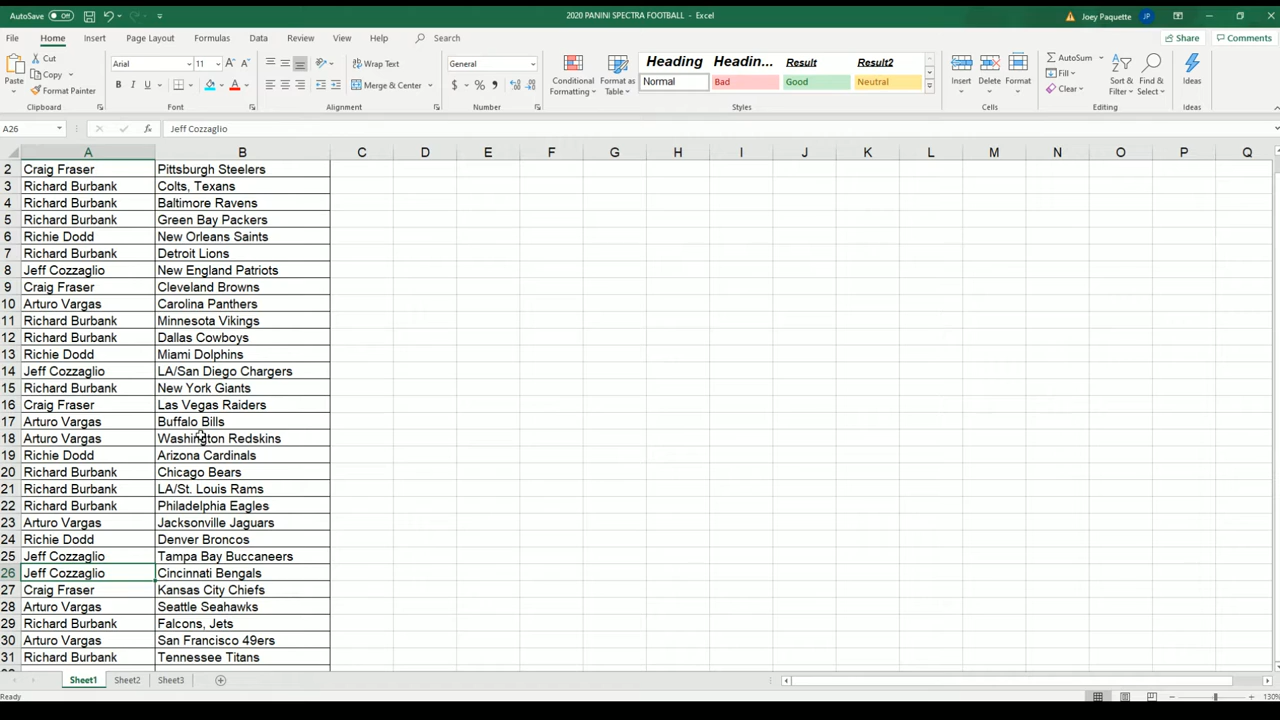 AutoSave Off
2020 PANINI SPECTRA FOOTBALL - Excel
Joey Paquette JP
File Home Insert Page Layout Formulas Data Review View Help Search
Share Comments
Paste Cut Copy Format Painter
Clipboard
Arial 11
B I U
Font
Wrap Text
Merge & Center
Alignment
General
$ % ,
Number
Conditional Formatting
Format as Table
Heading Headin... Result Result2
Normal Bad Good Neutral
Styles
Insert Delete Format
Cells
AutoSum
Fill
Clear
Sort & Filter
Find & Select
Editing
Ideas
Ideas
A26 fx Jeff Cozzaglio
A B C D E F G H I J K L M N O P Q
2 Craig Fraser Pittsburgh Steelers
3 Richard Burbank Colts, Texans
4 Richard Burbank Baltimore Ravens
5 Richard Burbank Green Bay Packers
6 Richie Dodd New Orleans Saints
7 Richard Burbank Detroit Lions
8 Jeff Cozzaglio New England Patriots
9 Craig Fraser Cleveland Browns
10 Arturo Vargas Carolina Panthers
11 Richard Burbank Minnesota Vikings
12 Richard Burbank Dallas Cowboys
13 Richie Dodd Miami Dolphins
14 Jeff Cozzaglio LA/San Diego Chargers
15 Richard Burbank New York Giants
16 Craig Fraser Las Vegas Raiders
17 Arturo Vargas Buffalo Bills
18 Arturo Vargas Washington Redskins
19 Richie Dodd Arizona Cardinals
20 Richard Burbank Chicago Bears
21 Richard Burbank LA/St. Louis Rams
22 Richard Burbank Philadelphia Eagles
23 Arturo Vargas Jacksonville Jaguars
24 Richie Dodd Denver Broncos
25 Jeff Cozzaglio Tampa Bay Buccaneers
26 Jeff Cozzaglio Cincinnati Bengals
27 Craig Fraser Kansas City Chiefs
28 Arturo Vargas Seattle Seahawks
29 Richard Burbank Falcons, Jets
30 Arturo Vargas San Francisco 49ers
31 Richard Burbank Tennessee Titans
Sheet1 Sheet2 Sheet3
Ready
130%